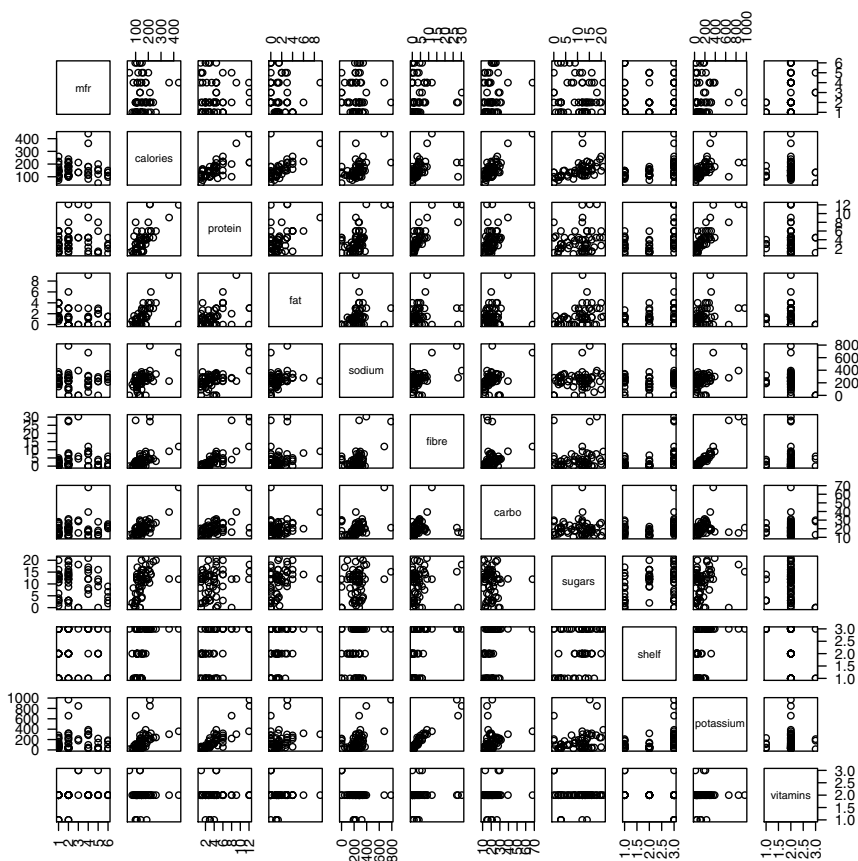 100 200 300 400 0 2 4 6 8 0 5 10 15 20 25 30 0 5 10 15 20 0 200 400 600 800 1000
mfr 1 2 3 4 5 6
100 200 300 400 calories
protein 2 4 6 8 10 12
0 2 4 6 8 fat
sodium 0 200 400 600 800
0 5 10 15 20 25 30 fibre
carbo 10 20 30 40 50 60 70
0 5 10 15 20 sugars
shelf 1.0 1.5 2.0 2.5 3.0
0 200 400 600 800 1000 potassium
vitamins 1.0 1.5 2.0 2.5 3.0
1 2 3 4 5 6 2 4 6 8 10 12 0 200 400 600 800 10 20 30 40 50 60 70 1.0 1.5 2.0 2.5 3.0 1.0 1.5 2.0 2.5 3.0